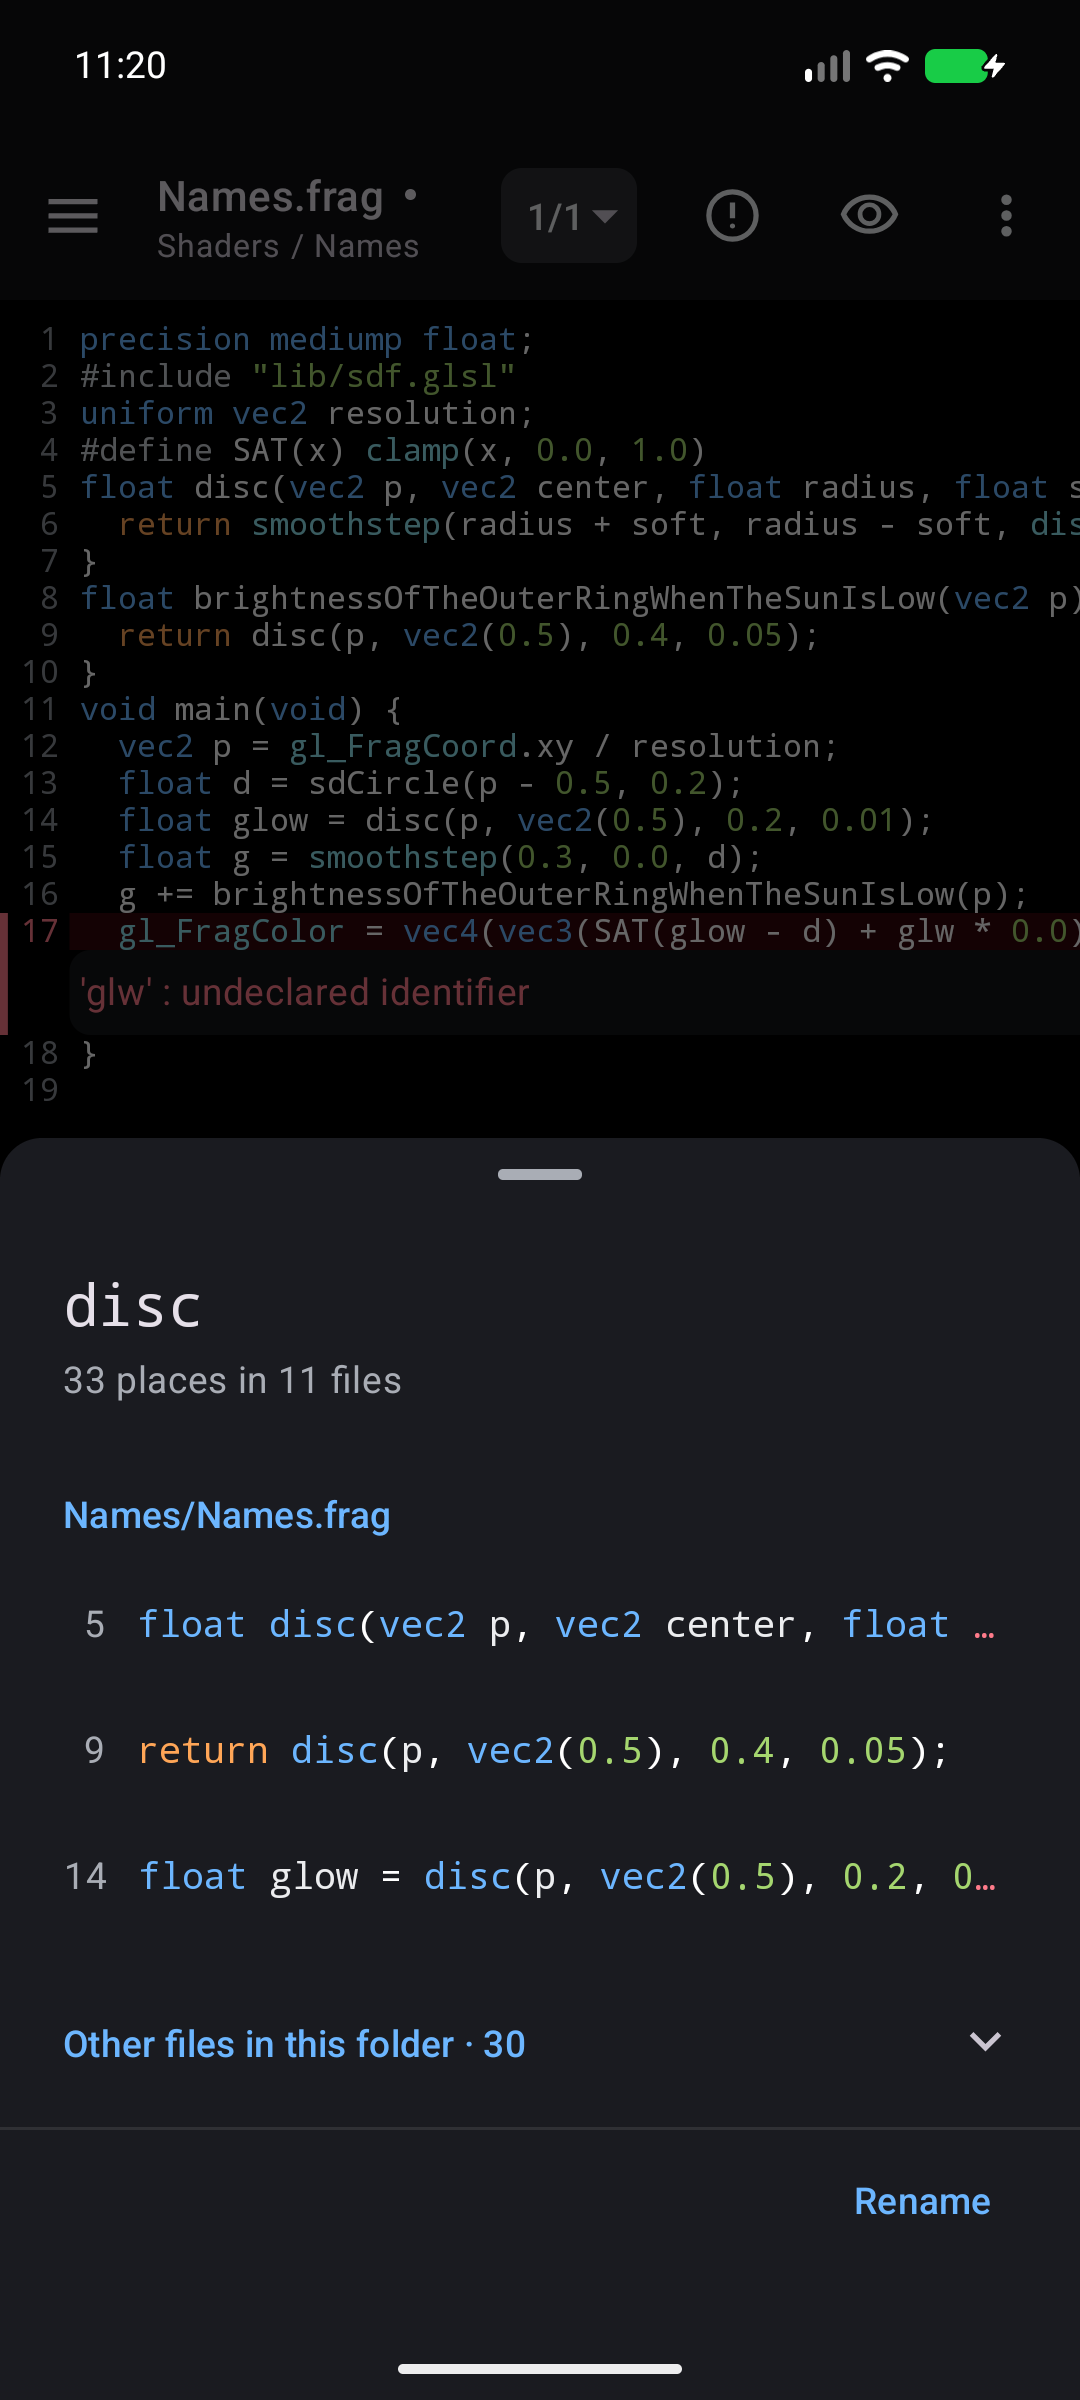 11:20
Names.frag •
Shaders / Names
1/1
1 precision mediump float;
2 #include "lib/sdf.glsl"
3 uniform vec2 resolution;
4 #define SAT(x) clamp(x, 0.0, 1.0)
5 float disc(vec2 p, vec2 center, float radius, float s
6   return smoothstep(radius + soft, radius - soft, dis
7 }
8 float brightnessOfTheOuterRingWhenTheSunIsLow(vec2 p)
9   return disc(p, vec2(0.5), 0.4, 0.05);
10 }
11 void main(void) {
12   vec2 p = gl_FragCoord.xy / resolution;
13   float d = sdCircle(p - 0.5, 0.2);
14   float glow = disc(p, vec2(0.5), 0.2, 0.01);
15   float g = smoothstep(0.3, 0.0, d);
16   g += brightnessOfTheOuterRingWhenTheSunIsLow(p);
17   gl_FragColor = vec4(vec3(SAT(glow - d) + glw * 0.0)
'glw' : undeclared identifier
18 }
19
disc
33 places in 11 files
Names/Names.frag
5 float disc(vec2 p, vec2 center, float …
9 return disc(p, vec2(0.5), 0.4, 0.05);
14 float glow = disc(p, vec2(0.5), 0.2, 0…
Other files in this folder · 30
Rename